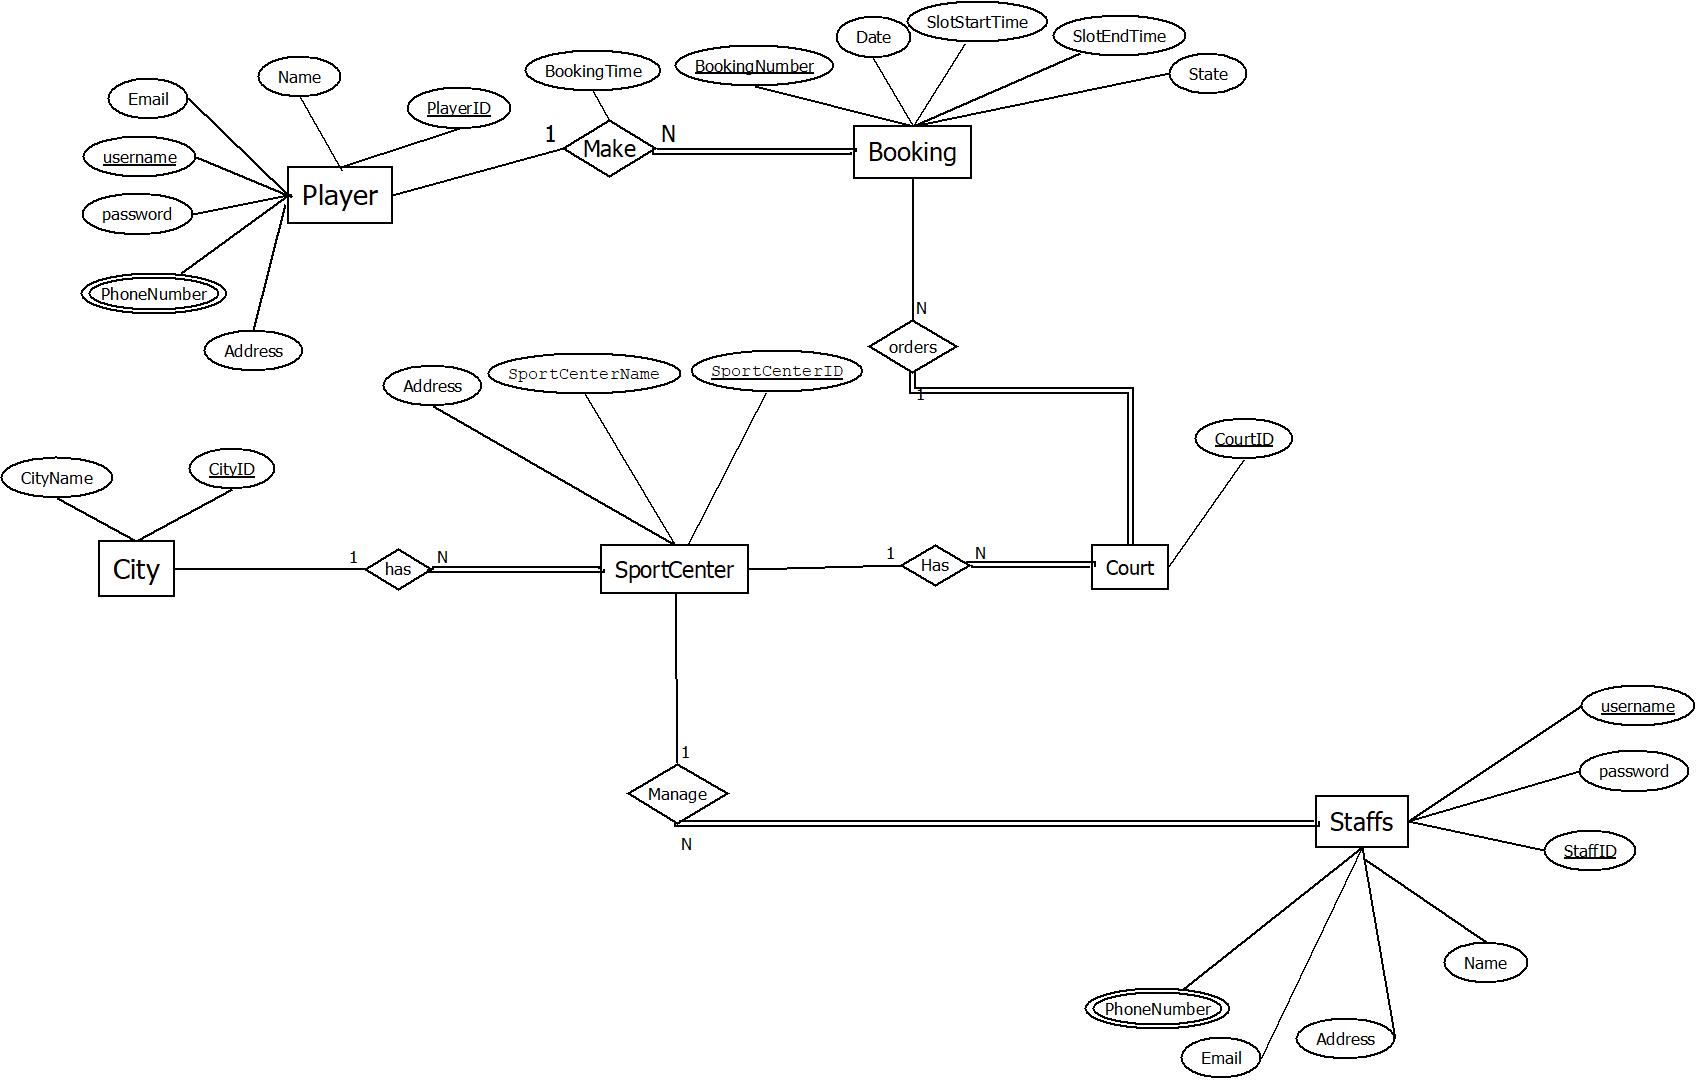 SlotStartTime
Date
SlotEndTime
BookingNumber
State
BookingTime
Name
Email
PlayerID
1
N
Make
Booking
username
Player
password
PhoneNumber
Address
N
orders
1
Address
SportCenterName
SportCenterID
CourtID
CityName
CityID
City
1
has
N
SportCenter
1
Has
N
Court
1
Manage
N
username
password
Staffs
StaffID
Name
PhoneNumber
Address
Email